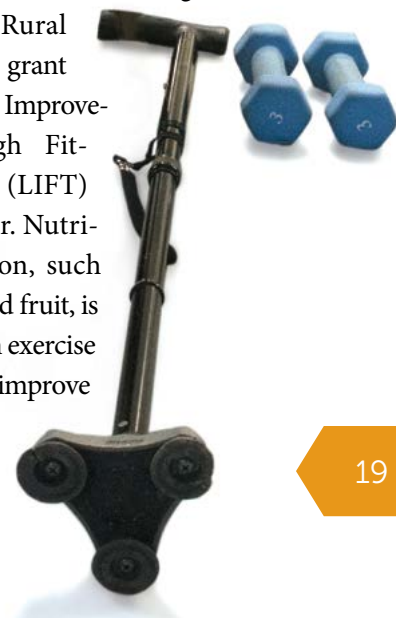 Rural
grant
Improve-
gh Fit-
(LIFT)
r. Nutri-
on, such
d fruit, is
exercise
improve
3
3
19